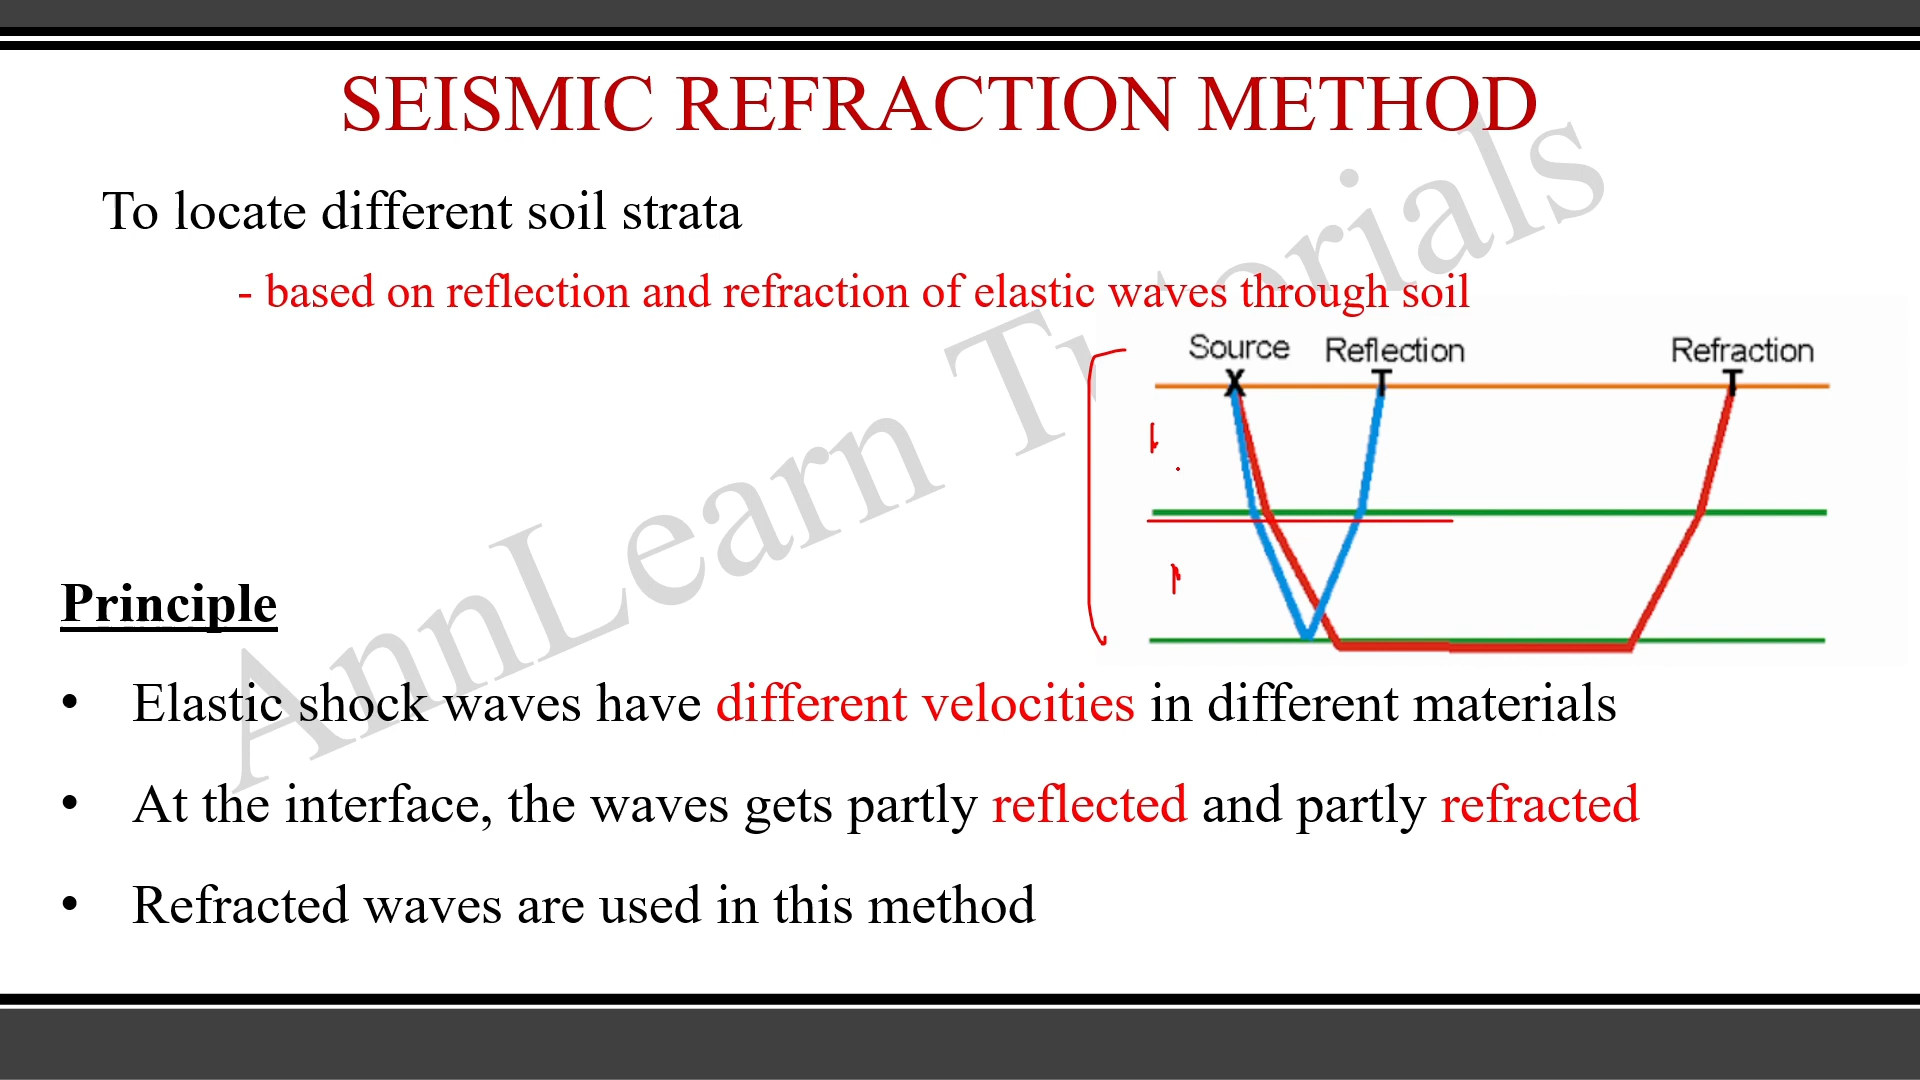 SEISMIC REFRACTION METHOD
To locate different soil strata
- based on reflection and refraction of elastic waves through soil
Source Reflection Refraction
X T T
Principle
• Elastic shock waves have different velocities in different materials
• At the interface, the waves gets partly reflected and partly refracted
• Refracted waves are used in this method
AnnLearn Tutorials